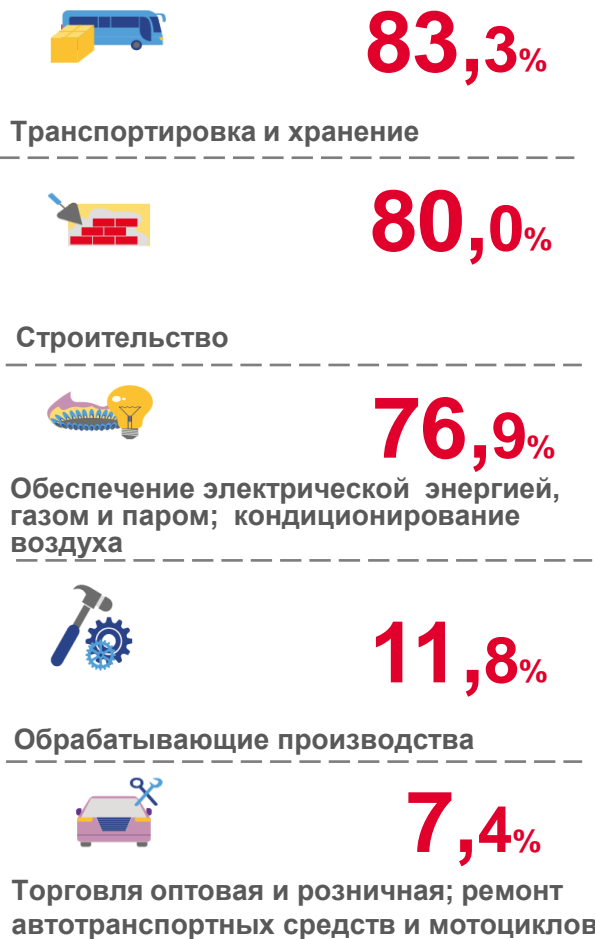 83,3%
Транспортировка и хранение
80,0%
Строительство
76,9%
Обеспечение электрической энергией,
газом и паром; кондиционирование
воздуха
11,8%
Обрабатывающие производства
7,4%
Торговля оптовая и розничная; ремонт
автотранспортных средств и мотоциклов